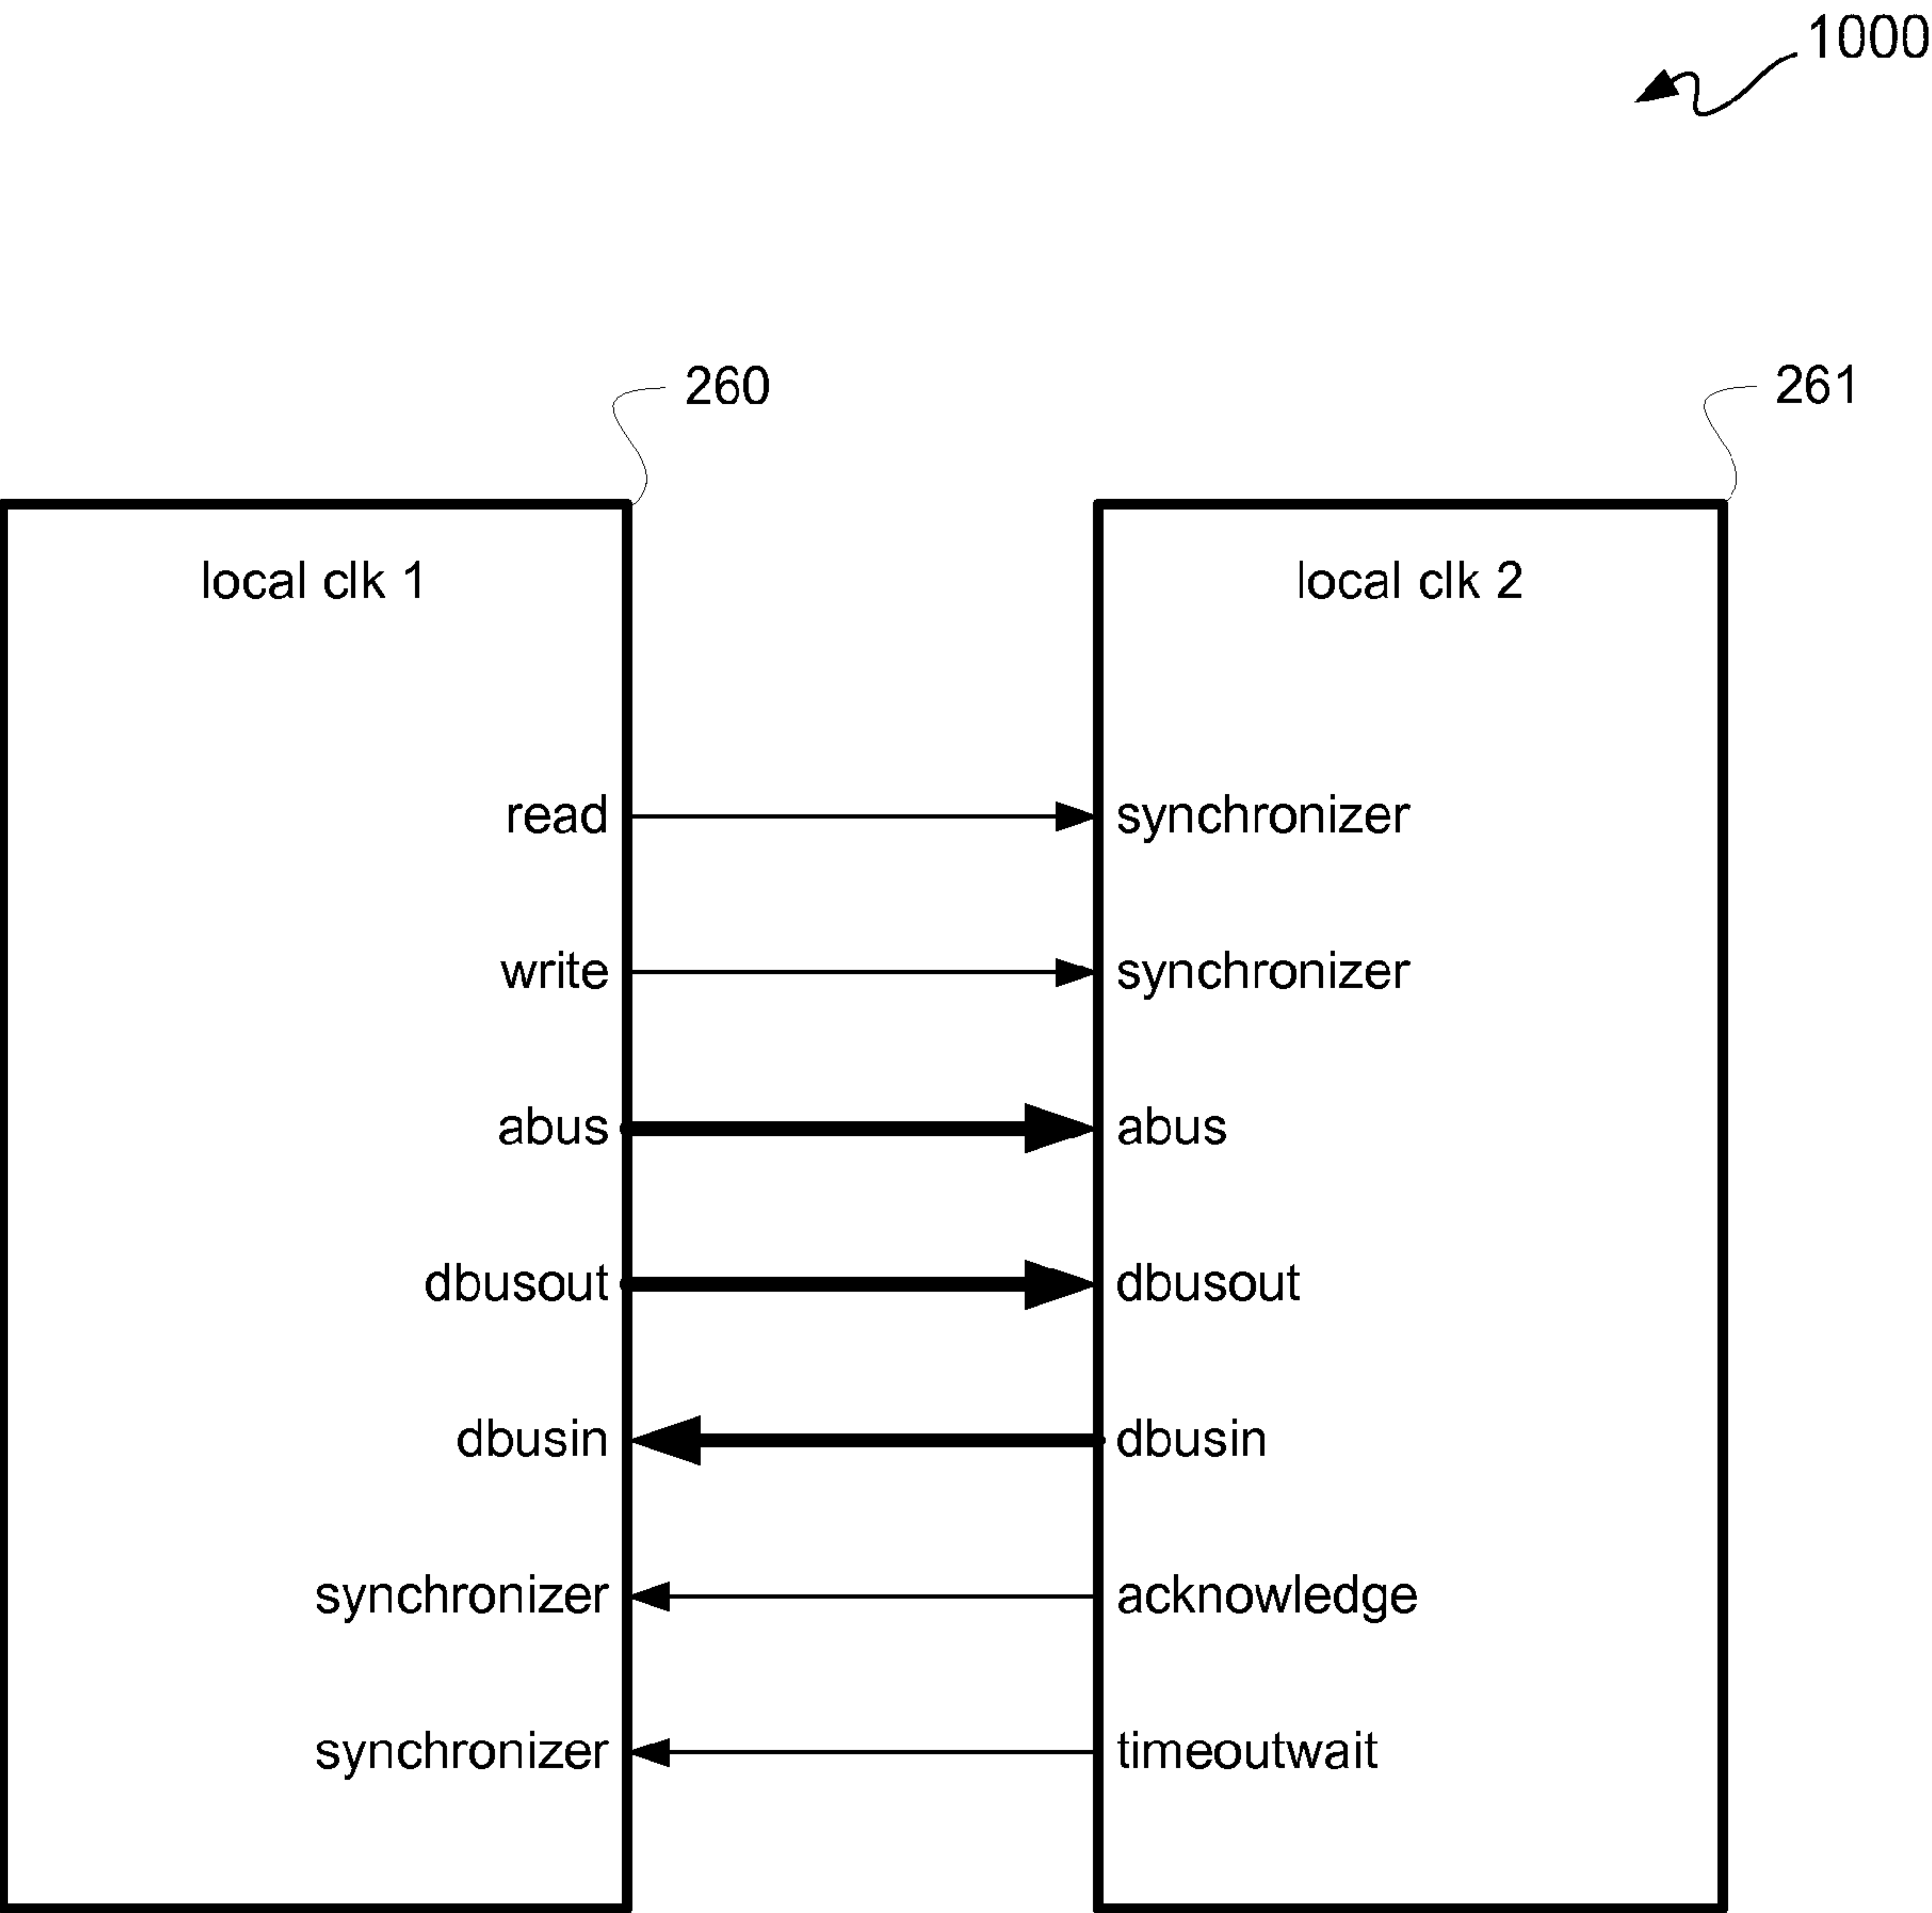 1000
260
261
local clk 1
local clk 2
read
synchronizer
write
synchronizer
abus
abus
dbusout
dbusout
dbusin
dbusin
synchronizer
acknowledge
synchronizer
timeoutwait